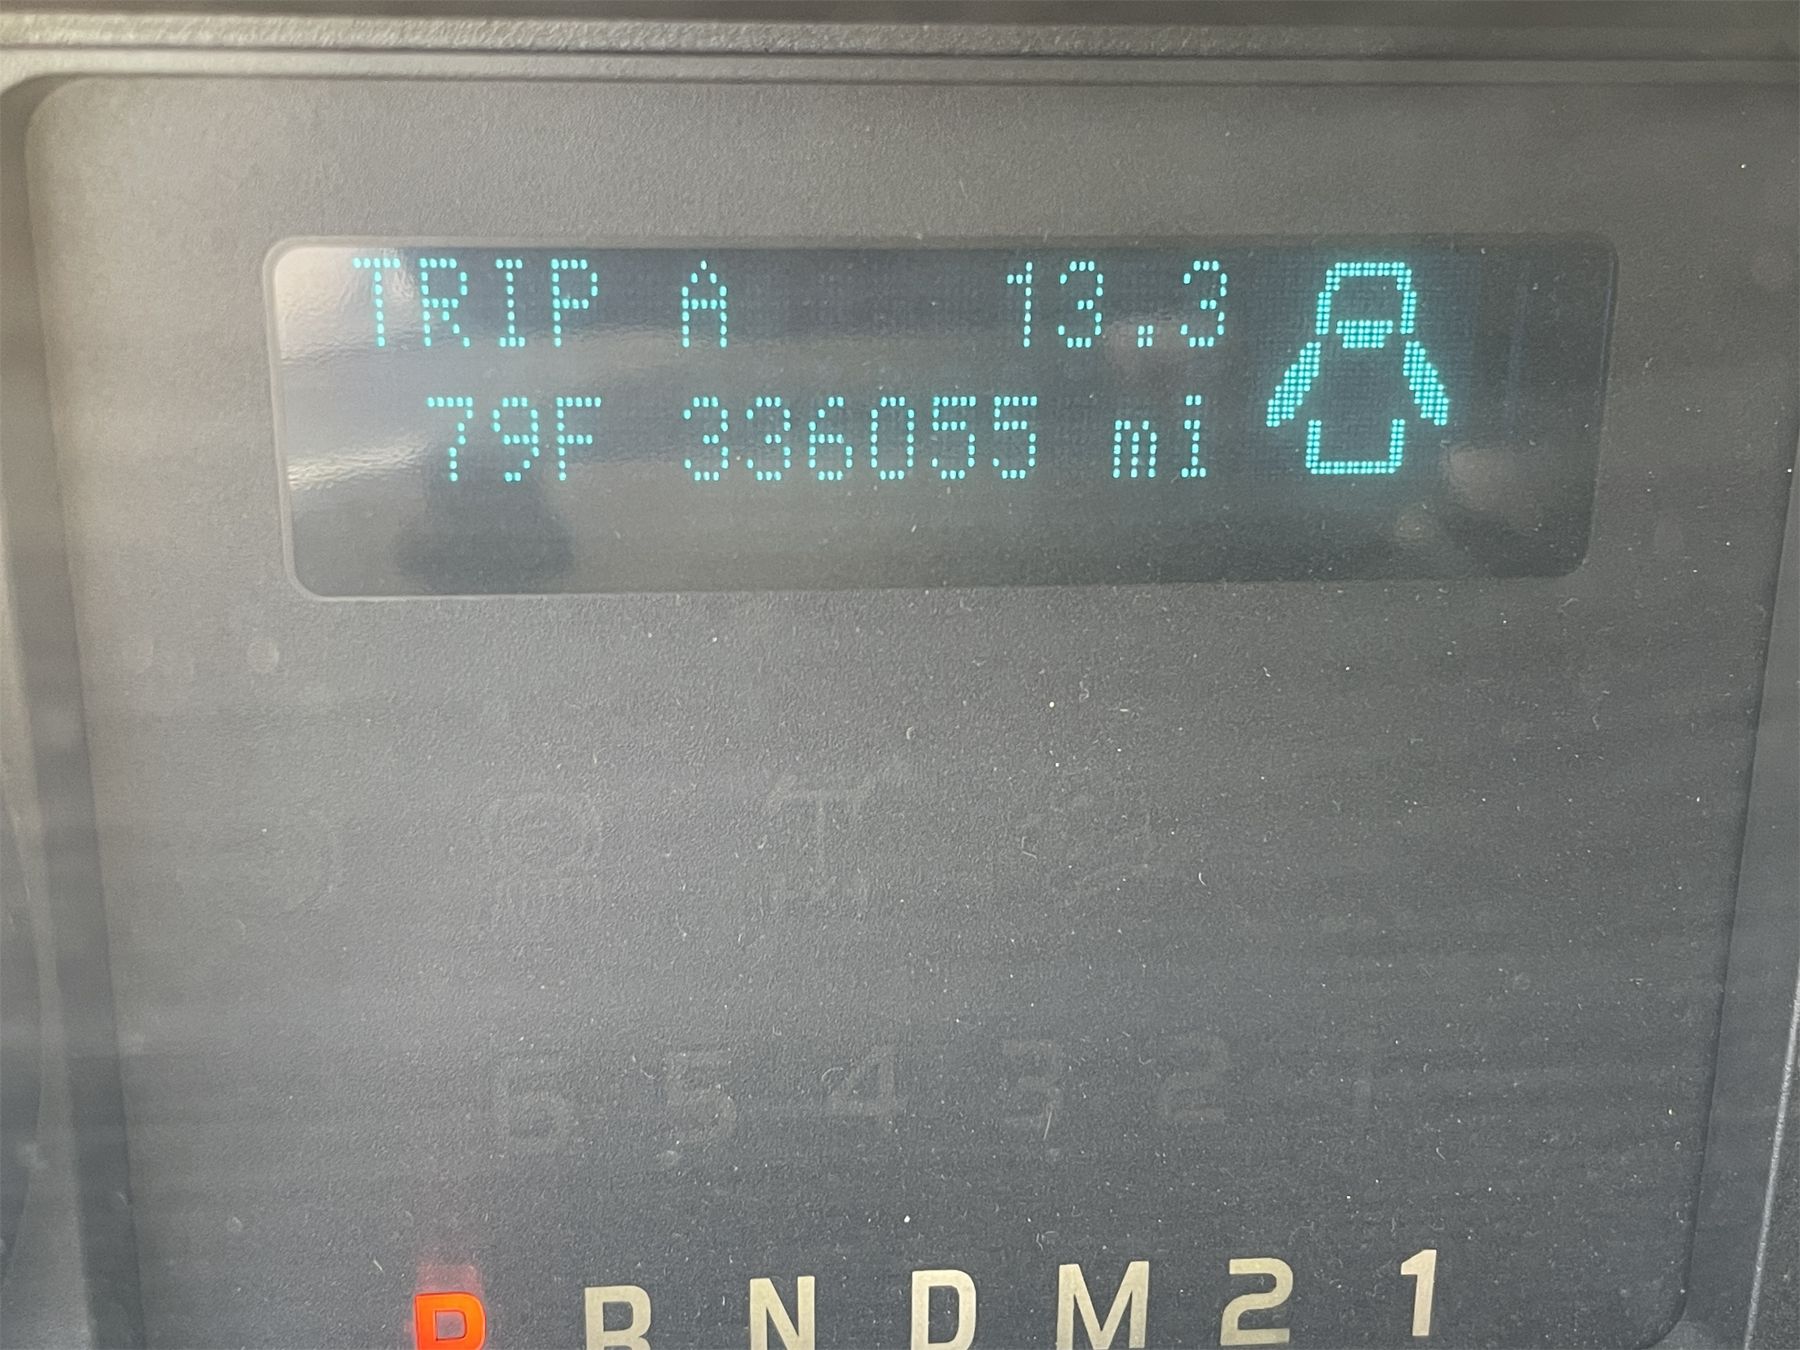 TRIP A 13.3
79F 336055 mi
6 5 4 3 2 1
P R N D M 2 1